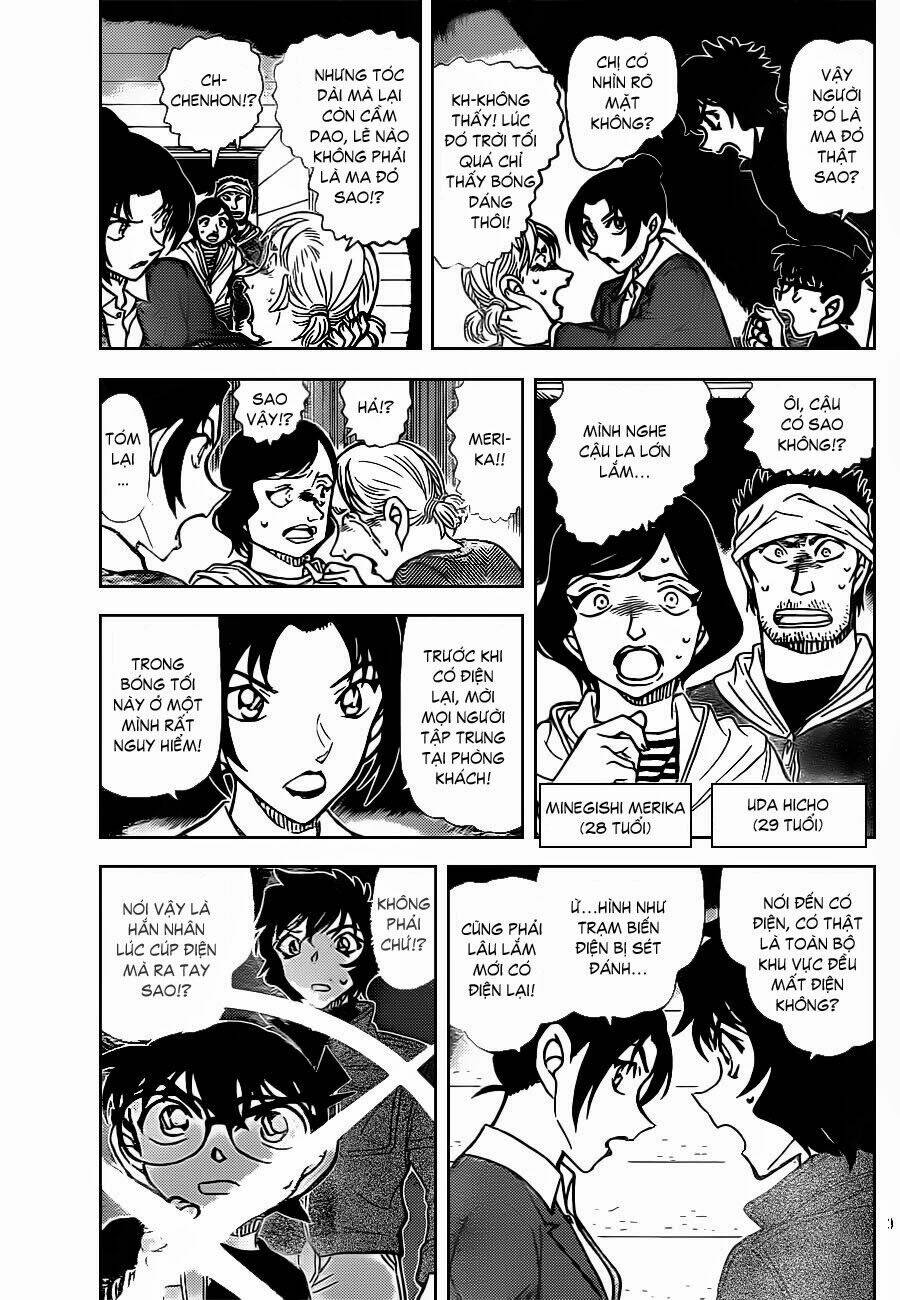 VẬY
NGƯỜI
ĐÓ LÀ
MA ĐÓ
THẬT
SAO?
CHỊ CÓ
NHÌN RÕ
MẶT
KHÔNG?
KH-KHÔNG
THẤY! LÚC
ĐÓ TRỜI TỐI
QUÁ CHỈ
THẤY BÓNG
DÁNG
THÔI!
NHƯNG TÓC
DÀI MÀ LẠI
CÒN CẦM
DAO, LẼ NÀO
KHÔNG PHẢI
LÀ MA ĐỎ
SAO!?
CH-
CHENHON!?
ÔI, CẬU
CÓ SAO
KHÔNG!?
MÌNH NGHE
CẬU LA LỚN
LẮM...
UDA HICHO
(29 TUỔI)
MINEGISHI MERIKA
(28 TUỔI)
MERI-
KA!!
HẢ!?
SAO
VẬY!?
TÓM
LẠI
...
TRƯỚC KHI
CÓ ĐIỆN
LẠI, MỜI
MỌI NGƯỜI
TẬP TRUNG
TẠI PHÒNG
KHÁCH!
TRONG
BÓNG TỐI
NÀY Ở MỘT
MÌNH RẤT
NGUY HIỂM!
NÓI ĐẾN CÓ
ĐIỆN, CÓ THẬT
LÀ TOÀN BỘ
KHU VỰC ĐỀU
MẤT ĐIỆN
KHÔNG?
Ừ...HÌNH NHƯ
TRẠM BIẾN
ĐIỆN BỊ SÉT
ĐÁNH...
CŨNG PHẢI
LÂU LẮM
MỚI CÓ
ĐIỆN LẠI!
KHÔNG
PHẢI
CHỨ!?
NÓI VẬY LÀ
HẮN NHÂN
LÚC CÚP ĐIỆN
MÀ RA TAY
SAO!?